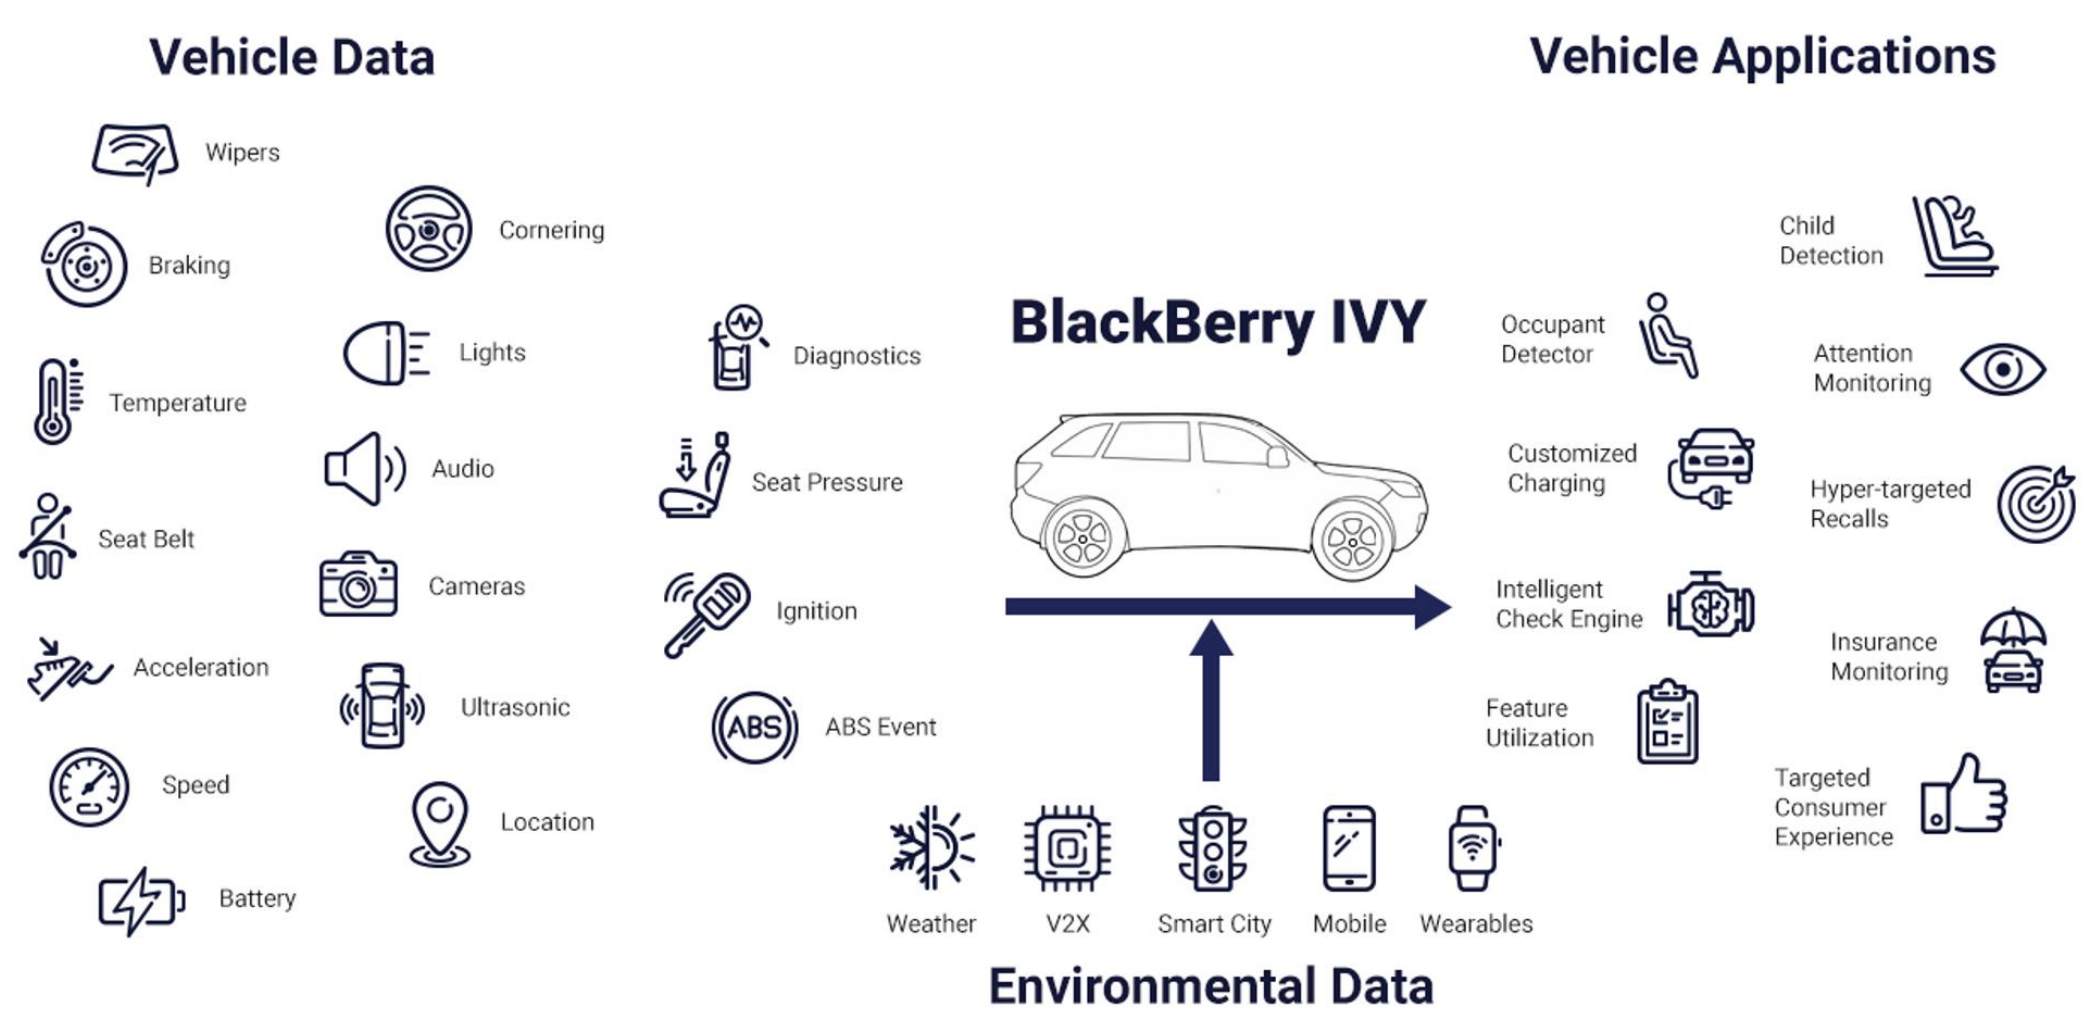 Vehicle Data
Wipers
Braking
Temperature
Seat Belt
Acceleration
Speed
Battery
Cornering
Lights
Audio
Cameras
Ultrasonic
Location
Diagnostics
Seat Pressure
Ignition
ABS
ABS Event
BlackBerry IVY
Weather
V2X
Smart City
Mobile
Wearables
Environmental Data
Vehicle Applications
Occupant
Detector
Customized
Charging
Intelligent
Check Engine
Feature
Utilization
Child
Detection
Attention
Monitoring
Hyper-targeted
Recalls
Insurance
Monitoring
Targeted
Consumer
Experience